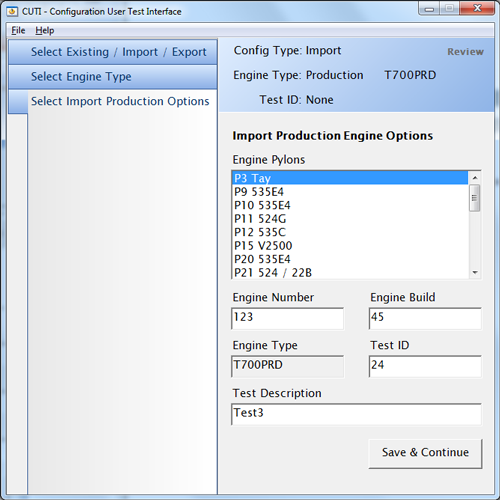 CUTI - Configuration User Test Interface
File Help
Select Existing / Import / Export
Select Engine Type
Select Import Production Options
Config Type: Import
Review
Engine Type: Production T700PRD
Test ID: None
Import Production Engine Options
Engine Pylons
P3 Tay
P9 535E4
P10 535E4
P11 524G
P12 535C
P15 V2500
P20 535E4
P21 524 / 22B
Engine Number Engine Build
123 45
Engine Type Test ID
T700PRD 24
Test Description
Test3
Save & Continue